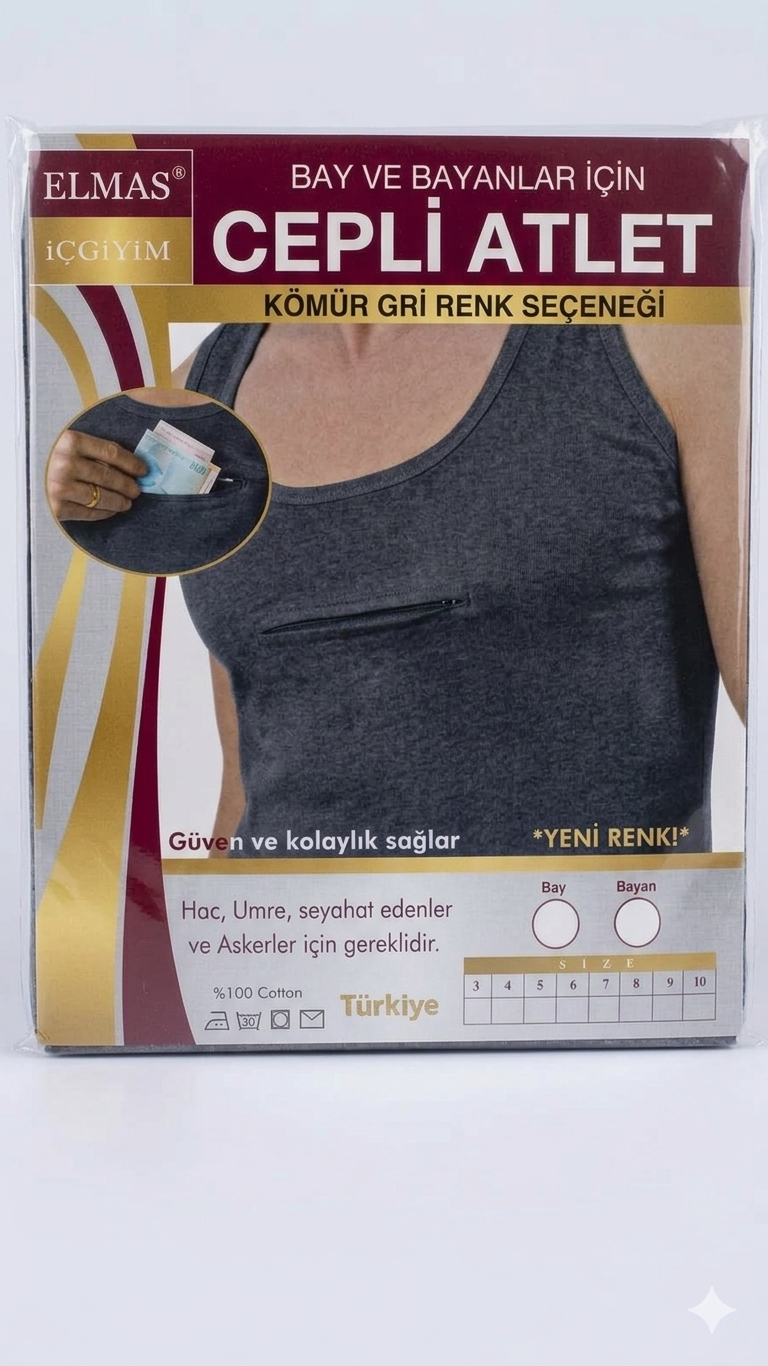 ELMAS®
İÇGİYİM
BAY VE BAYANLAR İÇİN
CEPLİ ATLET
KÖMÜR GRİ RENK SEÇENEĞİ
Güven ve kolaylık sağlar
*YENİ RENK!*
Hac, Umre, seyahat edenler
ve Askerler için gereklidir.
Bay Bayan
SIZE
3 4 5 6 7 8 9 10
%100 Cotton
30
Türkiye